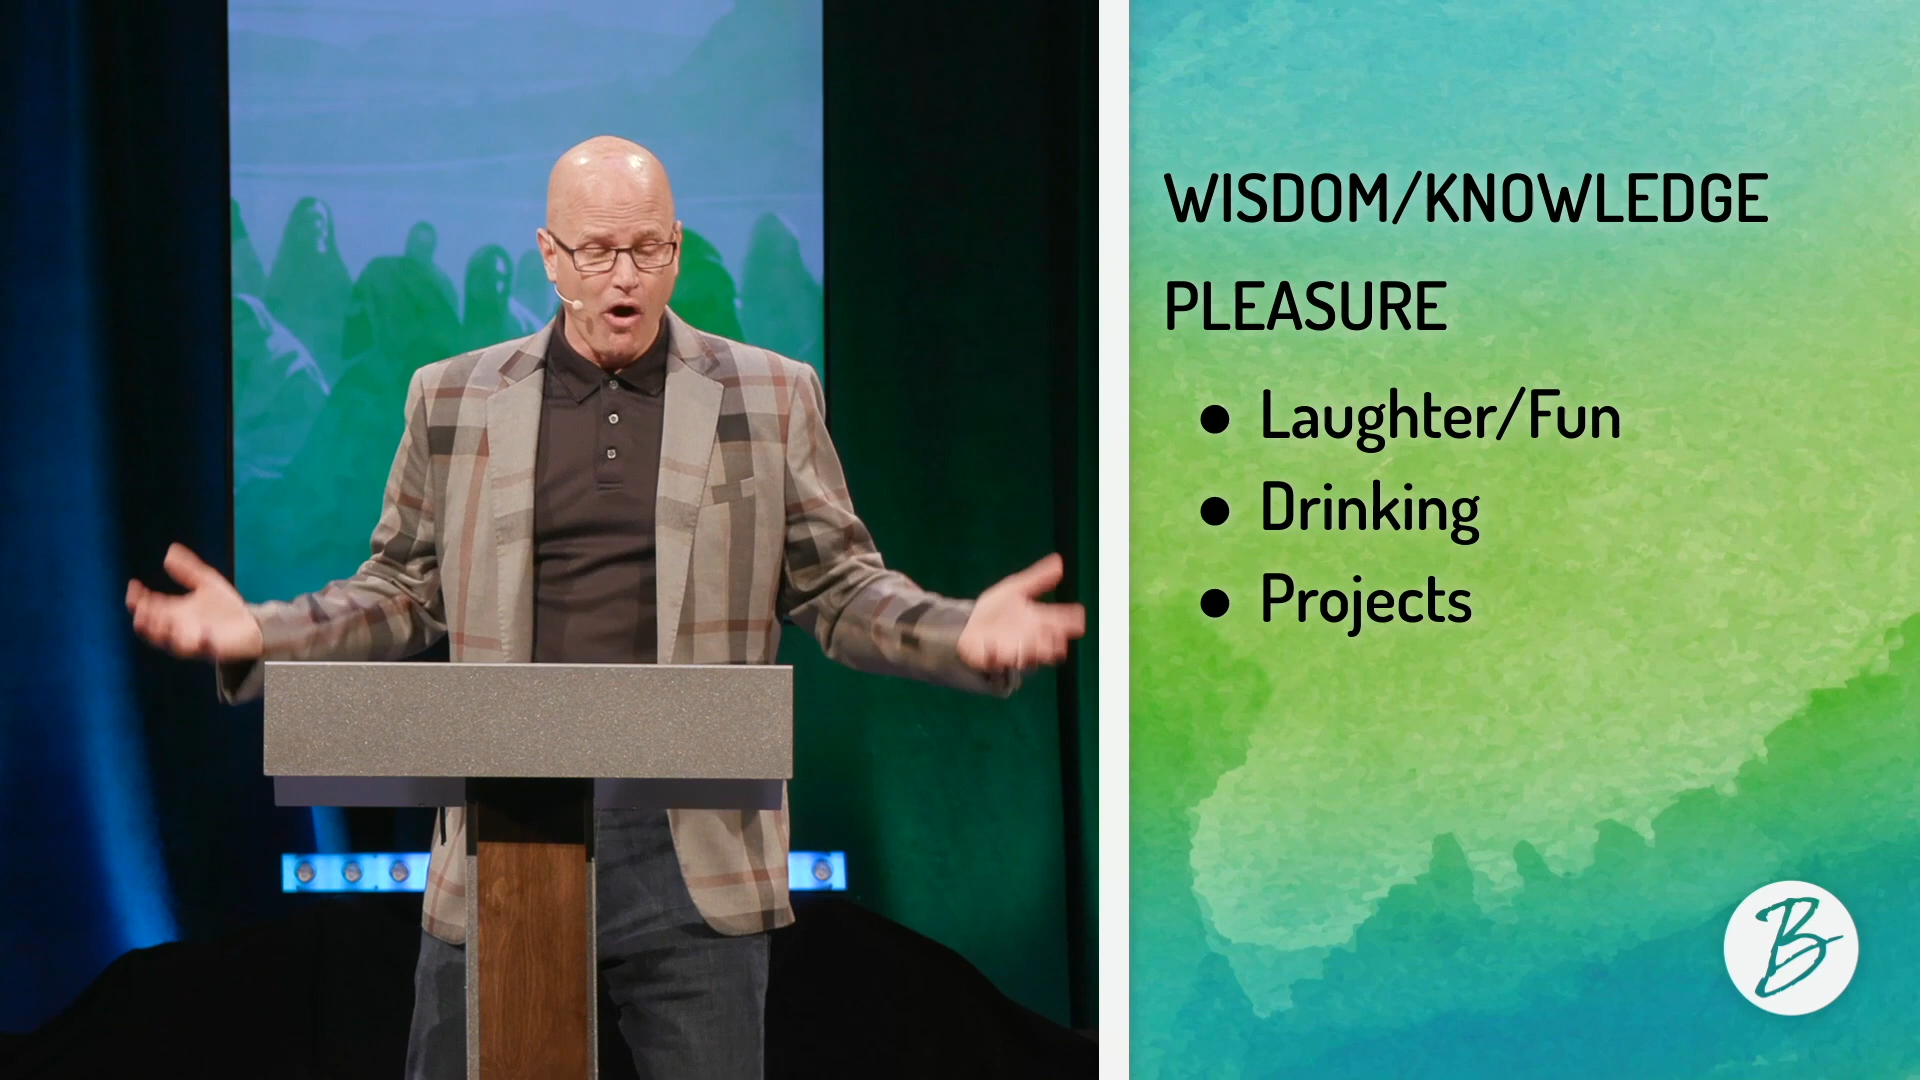 WISDOM/KNOWLEDGE
PLEASURE
● Laughter/Fun
● Drinking
● Projects
B